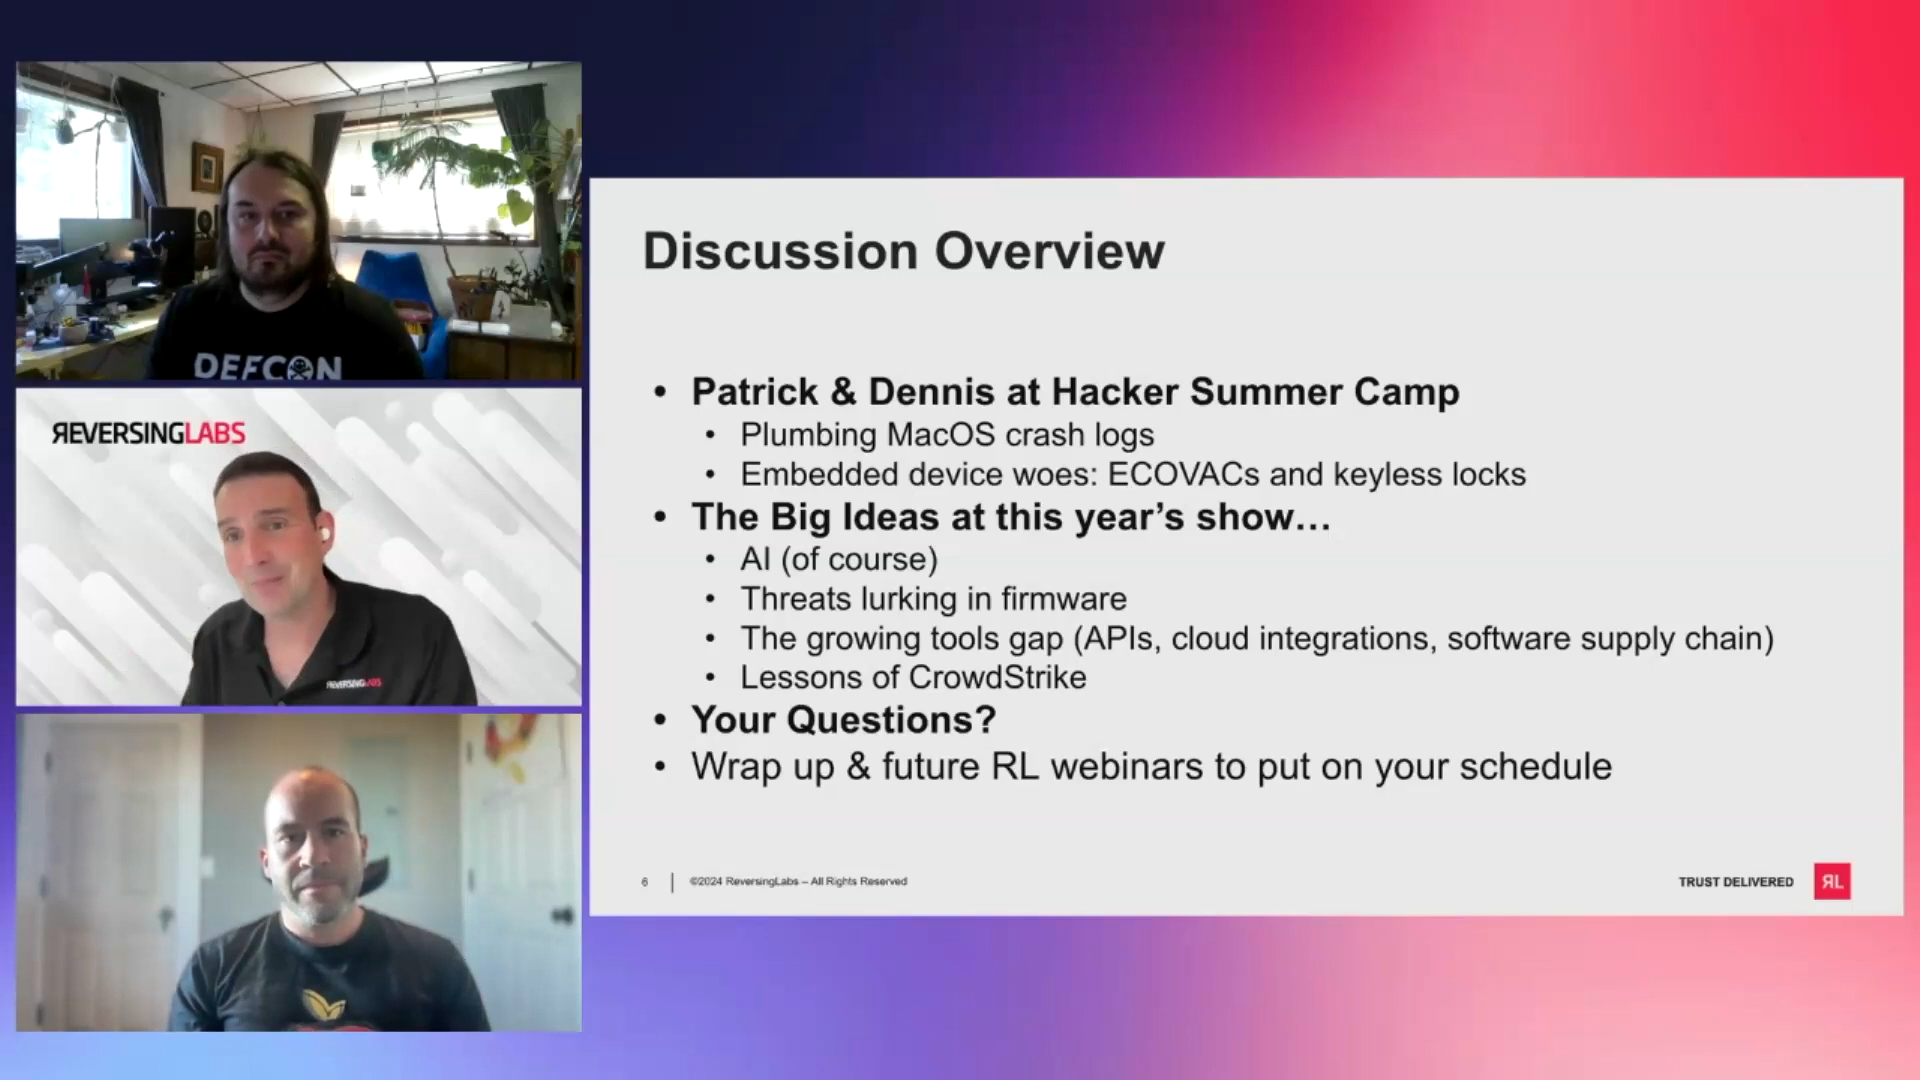 DEFCON
REVERSINGLABS
REVERSINGLABS
Discussion Overview
• Patrick & Dennis at Hacker Summer Camp
• Plumbing MacOS crash logs
• Embedded device woes: ECOVACs and keyless locks
• The Big Ideas at this year’s show…
• AI (of course)
• Threats lurking in firmware
• The growing tools gap (APIs, cloud integrations, software supply chain)
• Lessons of CrowdStrike
• Your Questions?
• Wrap up & future RL webinars to put on your schedule
6 | ©2024 ReversingLabs – All Rights Reserved
TRUST DELIVERED RL